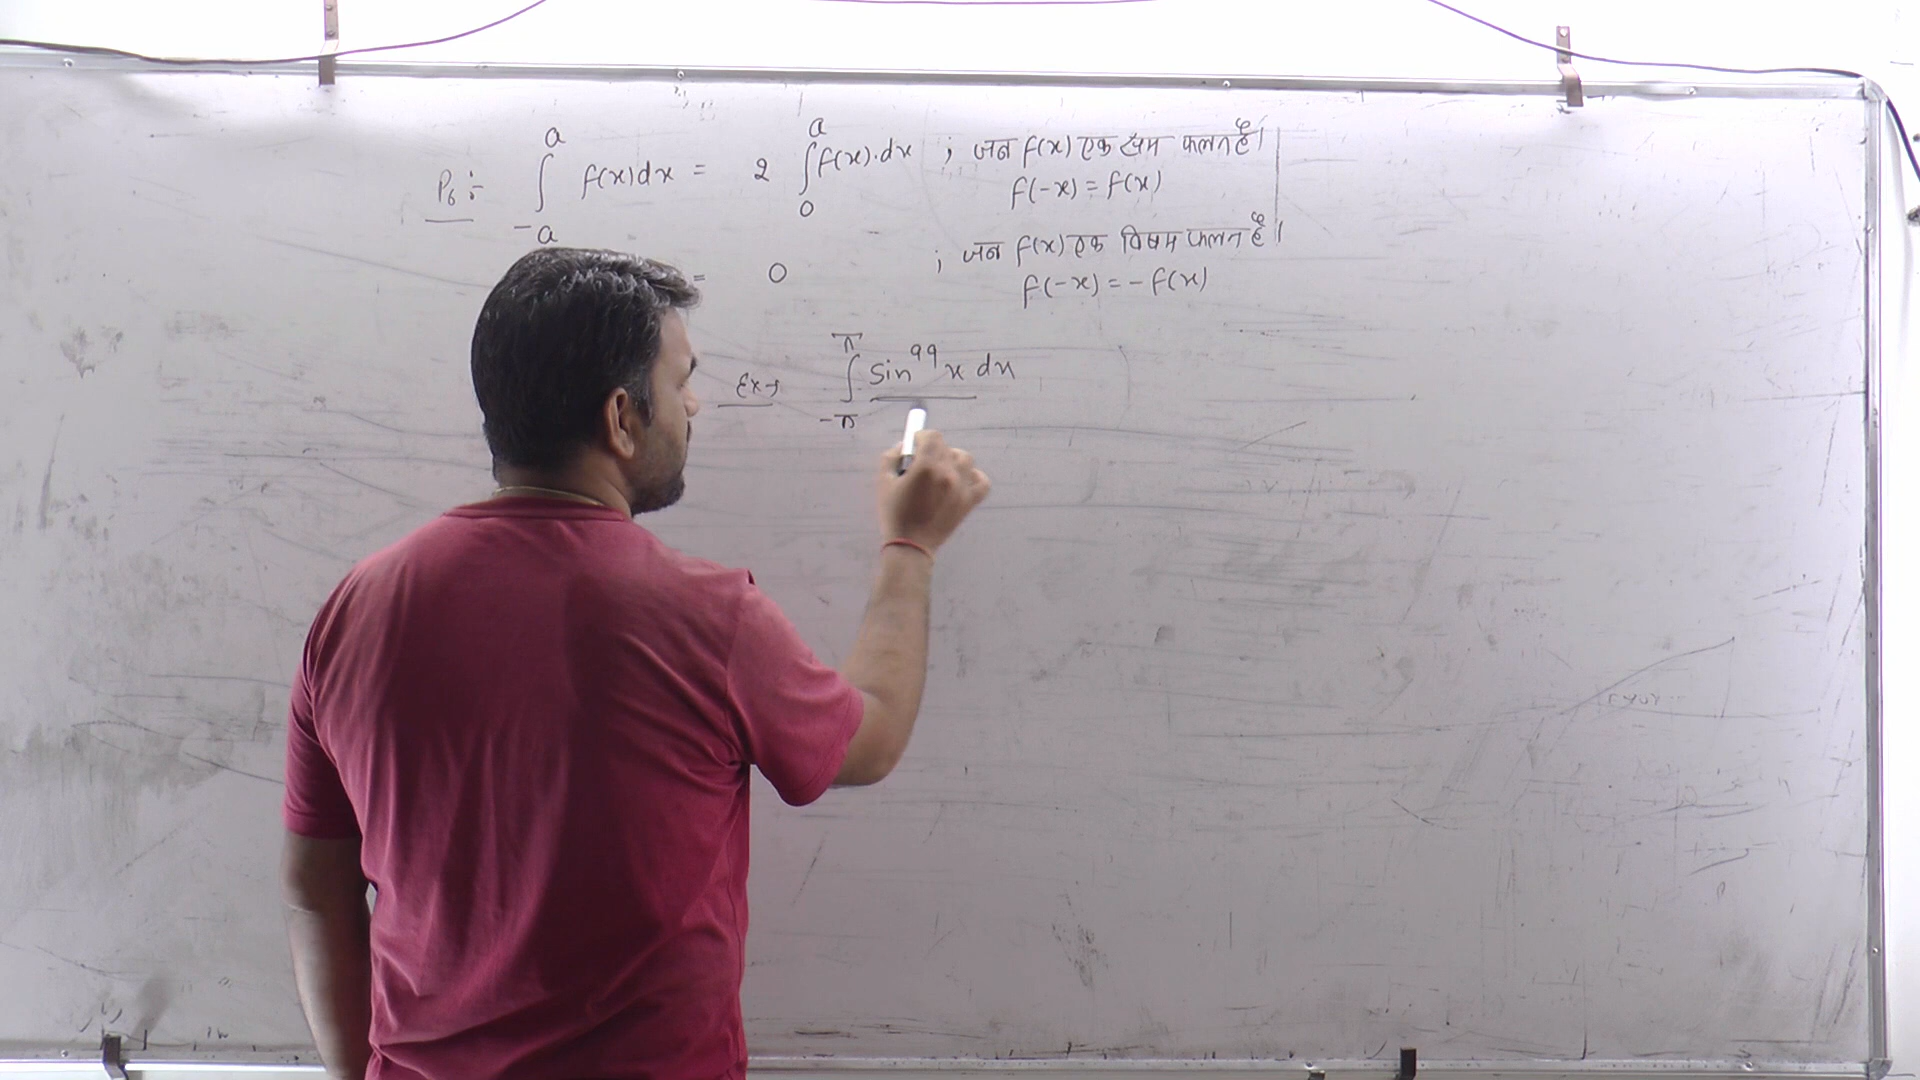 P₆:- ∫_{-a}^{a} f(x)dx = 2 ∫_{0}^{a} f(x).dx ; जब f(x) एक सम फलन है।
f(-x) = f(x)
= 0 ; जब f(x) एक विषम फलन है।
f(-x) = - f(x)
Ex→ ∫_{-π}^{π} Sin⁹⁹x dx